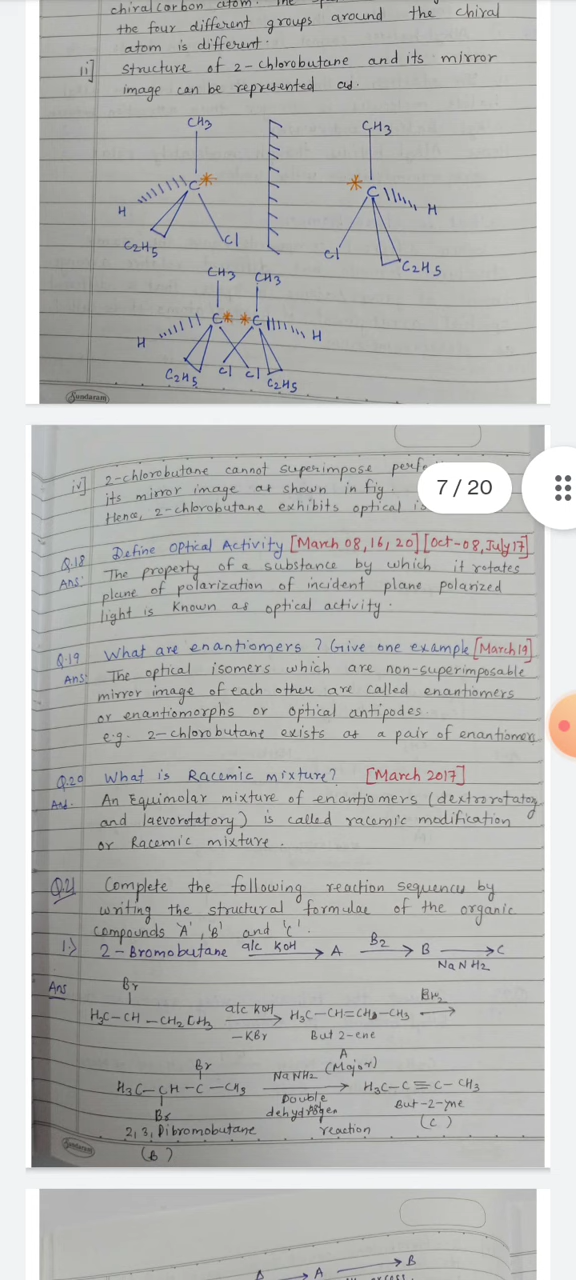 chiral carbon atom. The
the four different groups around the chiral
atom is different.
ii] structure of 2-chlorobutane and its mirror
image can be represented as.
CH3 CH3
C* *C
H H
C2H5 Cl Cl C2H5
CH3 CH3
C* *C
H H
C2H5 Cl Cl C2H5
Sundaram
iv] 2-chlorobutane cannot superimpose perfe
its mirror image as shown in fig.
Hence, 2-chlorobutane exhibits optical is
7 / 20
Q.18 Define Optical Activity [March 08, 16, 20] [Oct-08, July 17]
Ans: The property of a substance by which it rotates
plane of polarization of incident plane polarized
light is known as optical activity.
Q.19 What are enantiomers ? Give one example [March 19]
Ans: The optical isomers which are non-superimposable
mirror image of each other are called enantiomers
or enantiomorphs or optical antipodes.
e.g. 2-chlorobutane exists as a pair of enantiomer
Q.20 What is Racemic mixture? [March 2017]
Ans. An Equimolar mixture of enantiomers (dextrorotatory
and laevorotatory) is called racemic modification
or Racemic mixture.
Q.21 Complete the following reaction sequency by
writing the structural formulae of the organic
compounds 'A', 'B' and 'C'.
1.) 2-Bromobutane alc KOH → A B2 → B → C
NaNH2
Ans Br
H3C-CH-CH2CH3 alc KOH → H3C-CH=CH-CH3 Br2 →
-KBr But 2-ene
A
(Major)
Br
H3C-CH-C-CH3 NaNH2 → H3C-C≡C-CH3
Br Double But-2-yne
dehydrogen (C)
2,3, Dibromobutane reaction
(B)
Sundaram
A → B